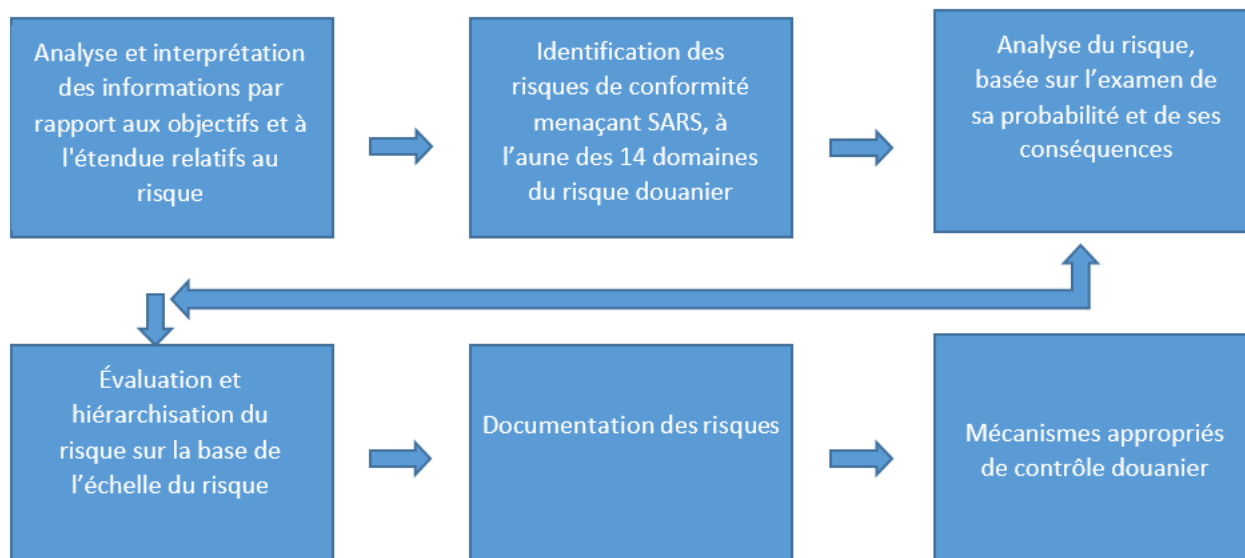 Analyse et interprétation
des informations par
rapport aux objectifs et à
l'étendue relatifs au
risque
Identification des
risques de conformité
menaçant SARS, à
l’aune des 14 domaines
du risque douanier
Analyse du risque,
basée sur l’examen de
sa probabilité et de ses
conséquences
Évaluation et
hiérarchisation du
risque sur la base de
l’échelle du risque
Documentation des risques
Mécanismes appropriés
de contrôle douanier